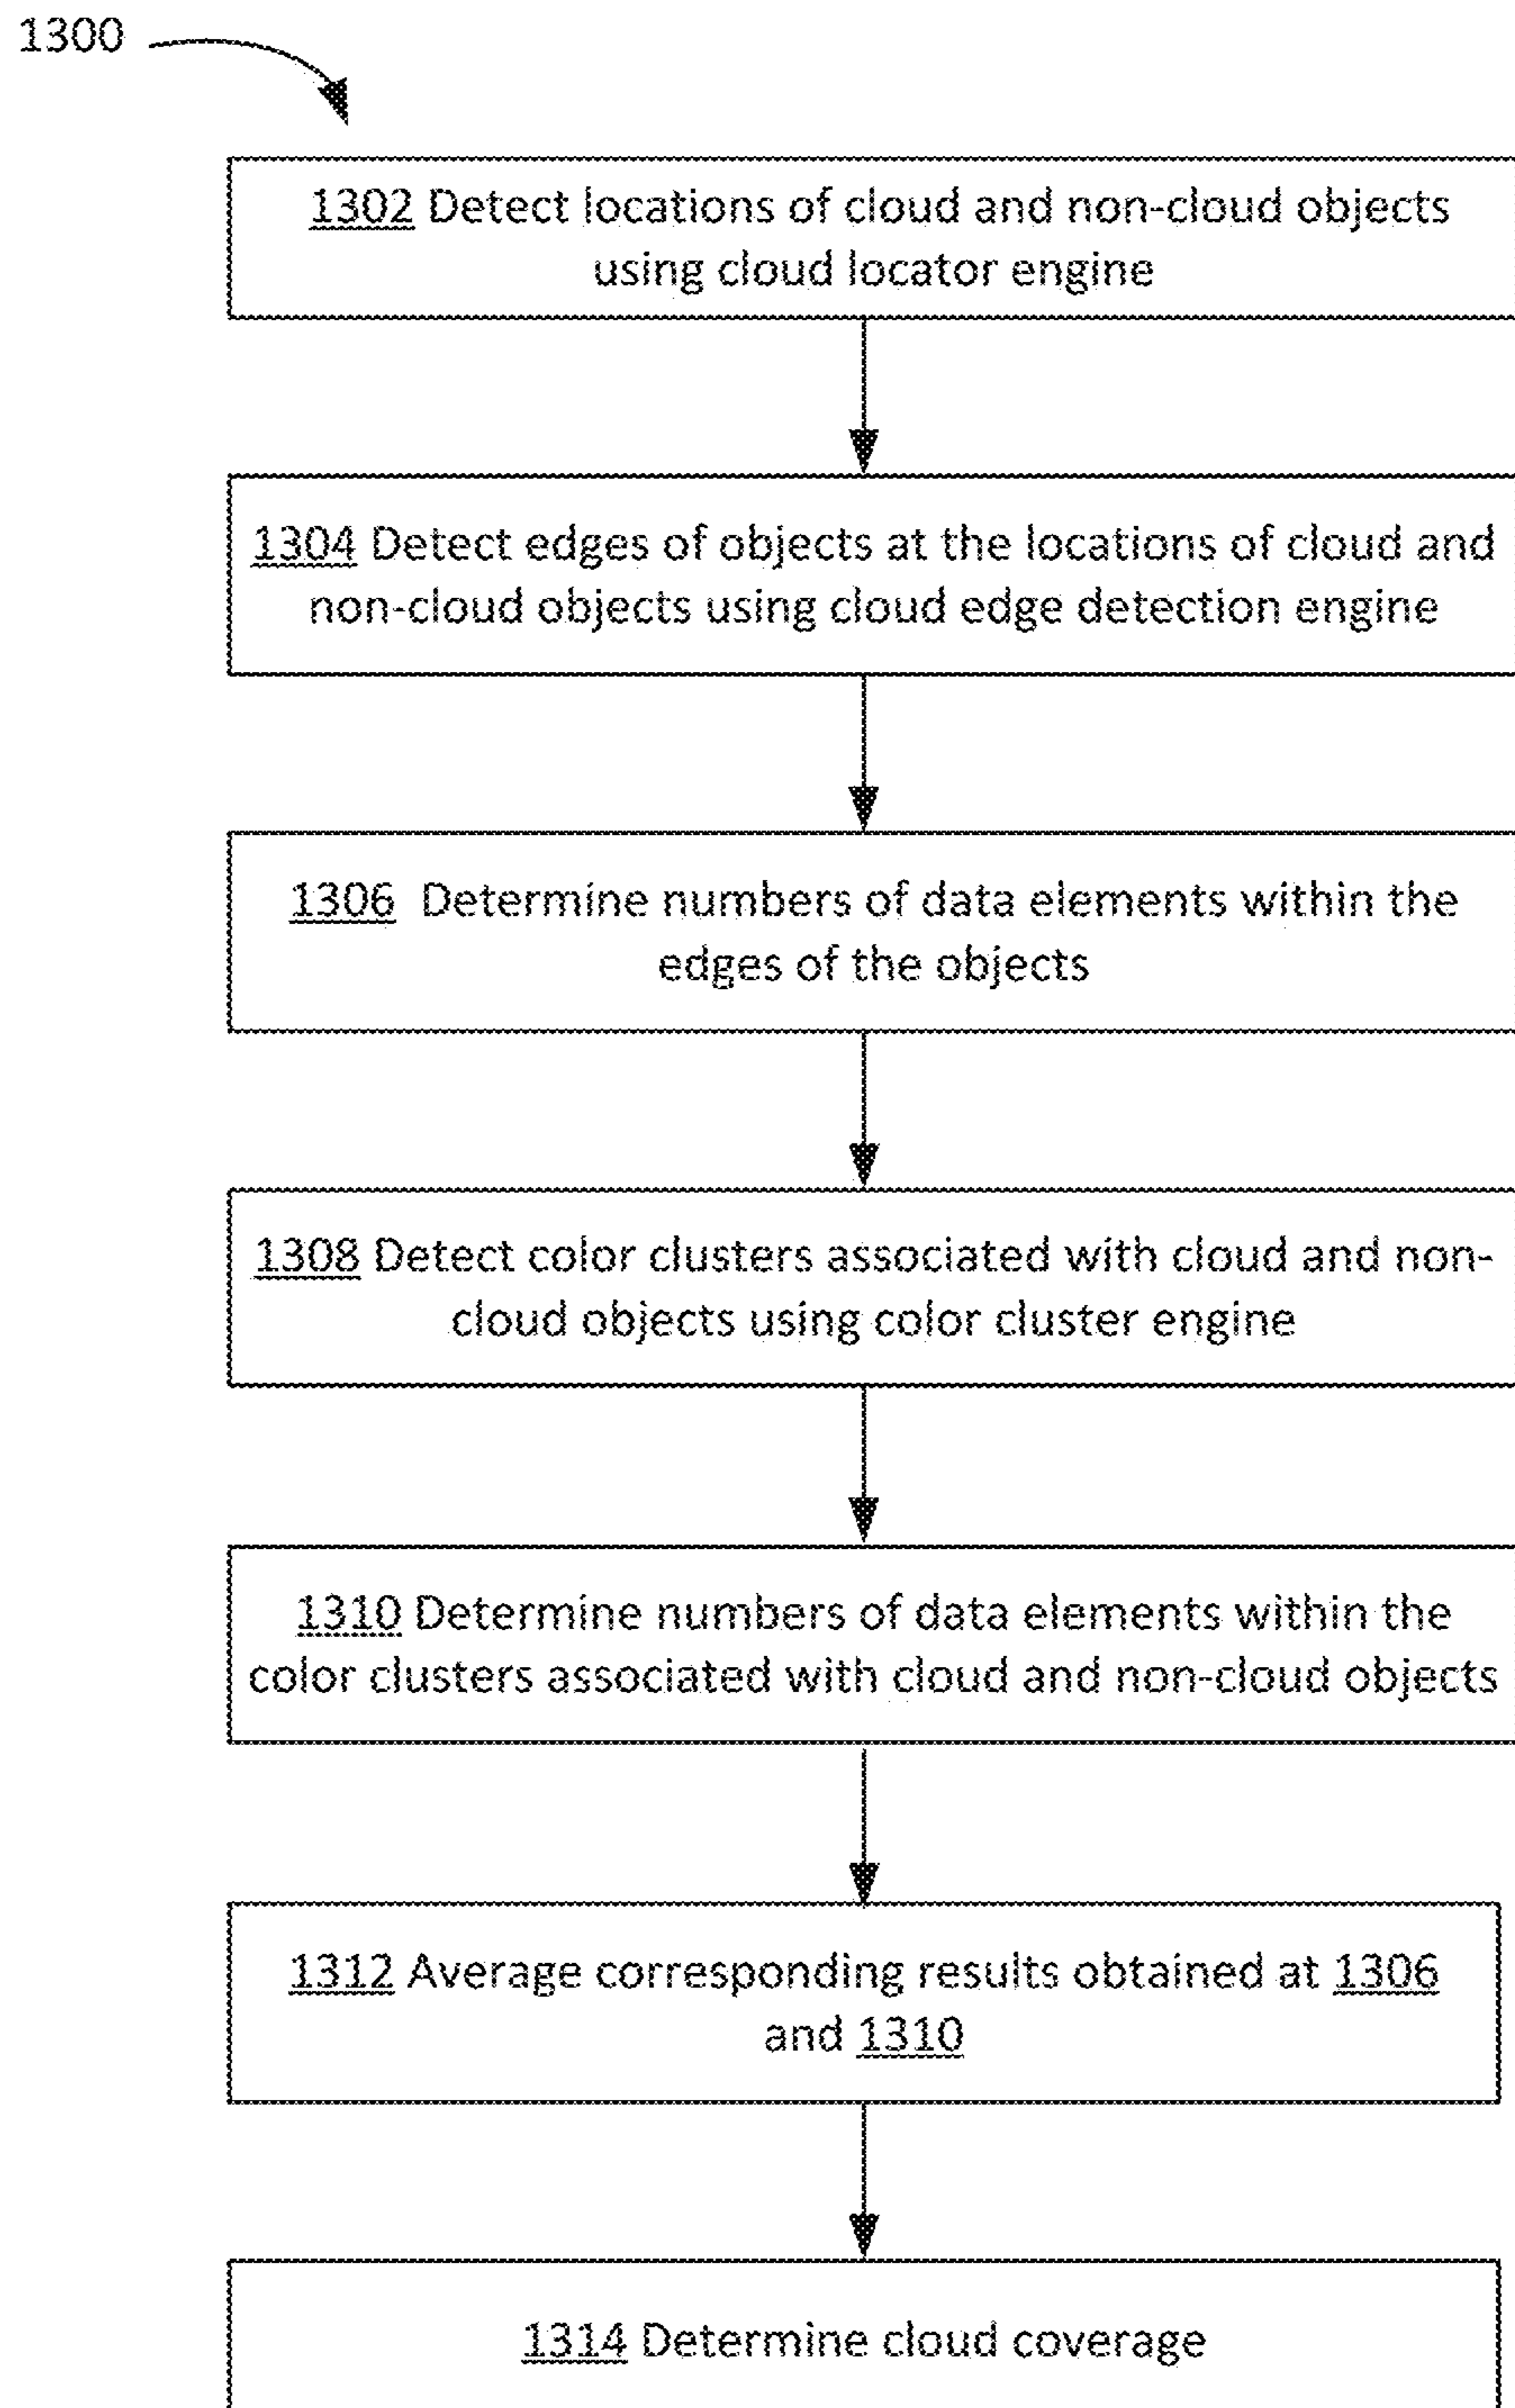 1300
1302 Detect locations of cloud and non-cloud objects
using cloud locator engine
1304 Detect edges of objects at the locations of cloud and
non-cloud objects using cloud edge detection engine
1306 Determine numbers of data elements within the
edges of the objects
1308 Detect color clusters associated with cloud and non-
cloud objects using color cluster engine
1310 Determine numbers of data elements within the
color clusters associated with cloud and non-cloud objects
1312 Average corresponding results obtained at 1306
and 1310
1314 Determine cloud coverage